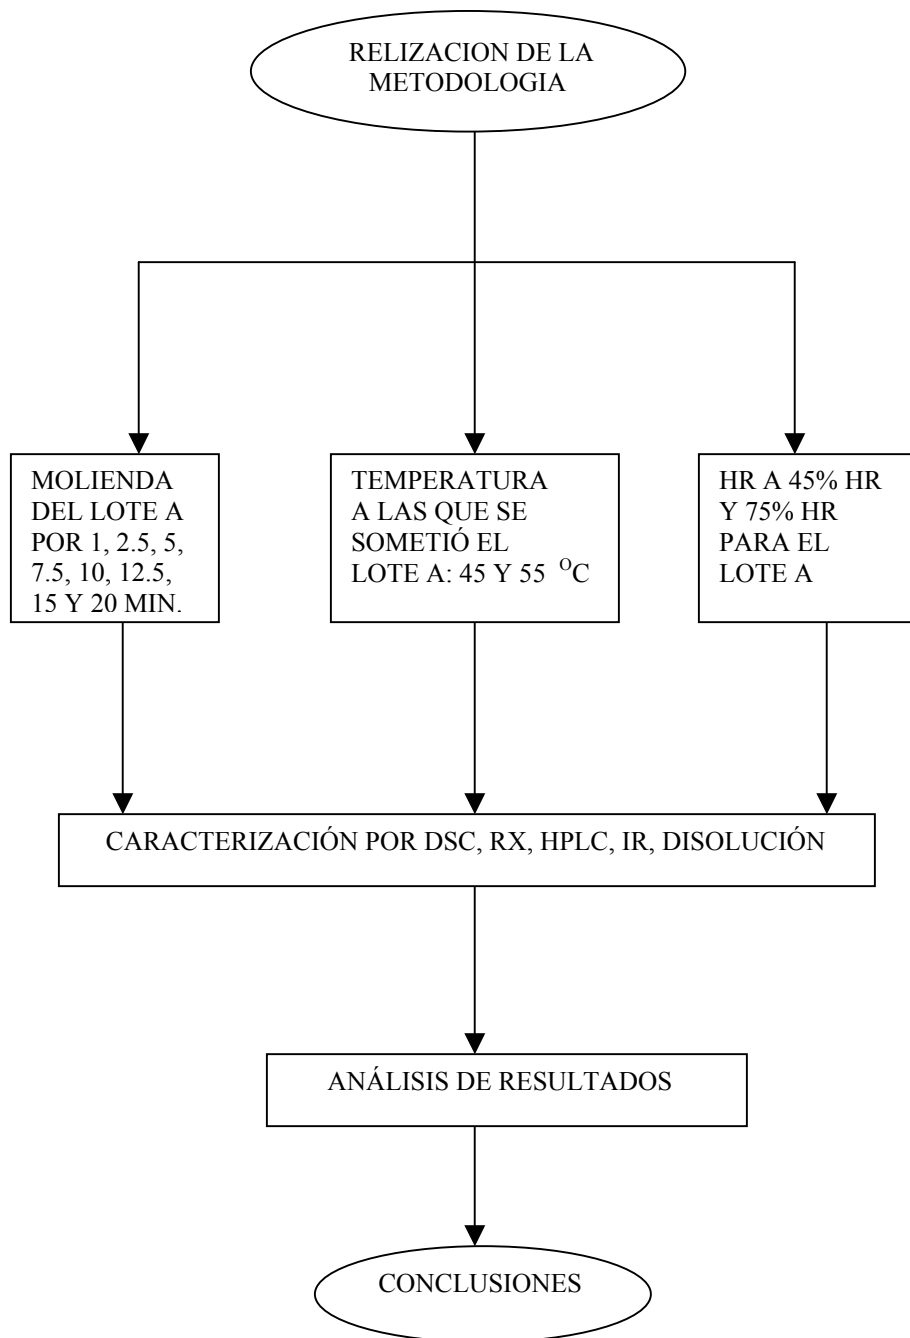 RELIZACION DE LA
METODOLOGIA
MOLIENDA
DEL LOTE A
POR 1, 2.5, 5,
7.5, 10, 12.5,
15 Y 20 MIN.
TEMPERATURA
A LAS QUE SE
SOMETIÓ EL
LOTE A: 45 Y 55 ᴼC
HR A 45% HR
Y 75% HR
PARA EL
LOTE A
CARACTERIZACIÓN POR DSC, RX, HPLC, IR, DISOLUCIÓN
ANÁLISIS DE RESULTADOS
CONCLUSIONES